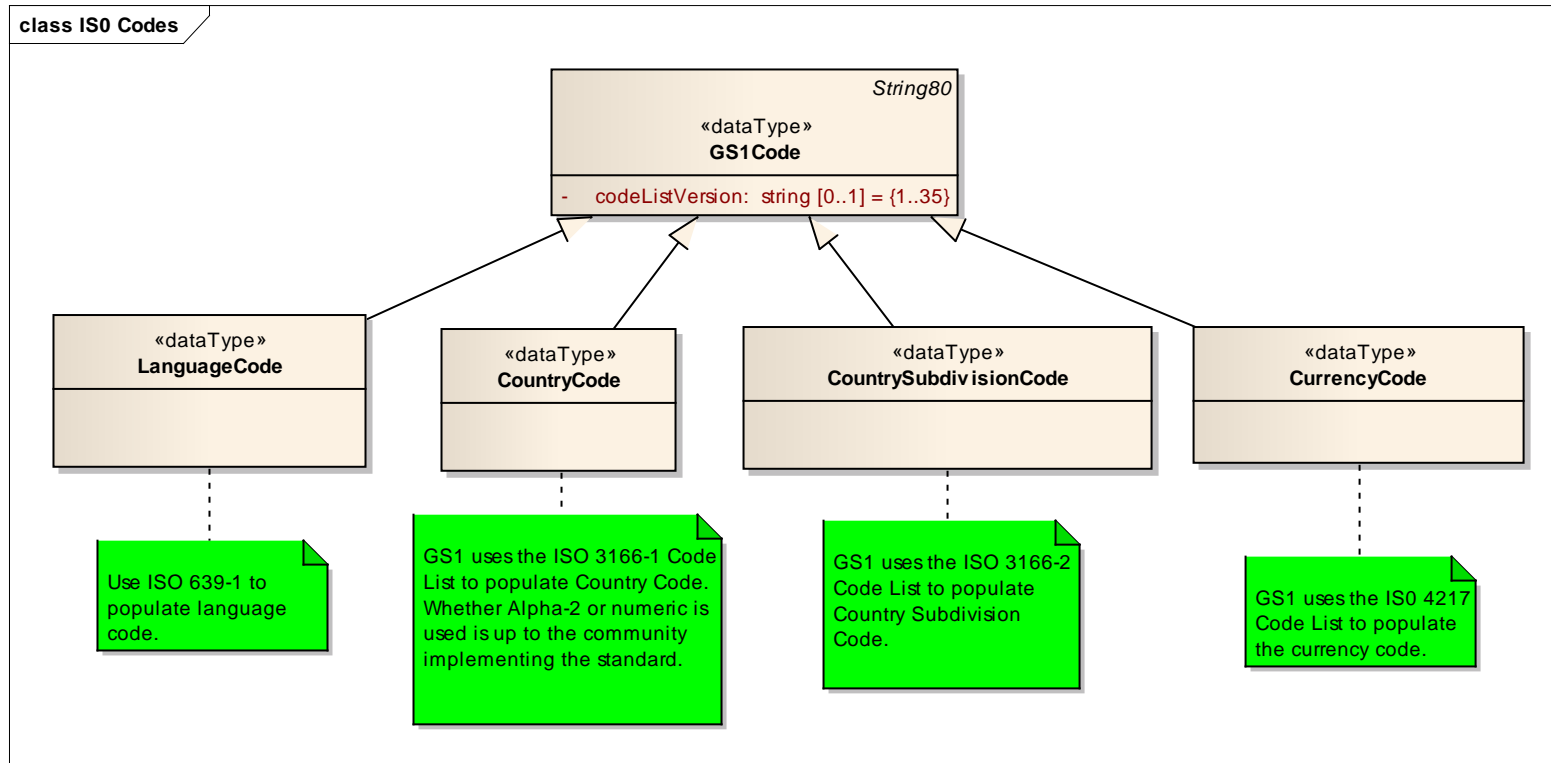 class IS0 Codes
String80
«dataType»
GS1Code
- codeListVersion: string [0..1] = {1..35}
«dataType»
LanguageCode
«dataType»
CountryCode
«dataType»
CountrySubdivisionCode
«dataType»
CurrencyCode
Use ISO 639-1 to
populate language
code.
GS1 uses the ISO 3166-1 Code
List to populate Country Code.
Whether Alpha-2 or numeric is
used is up to the community
implementing the standard.
GS1 uses the ISO 3166-2
Code List to populate
Country Subdivision
Code.
GS1 uses the IS0 4217
Code List to populate
the currency code.